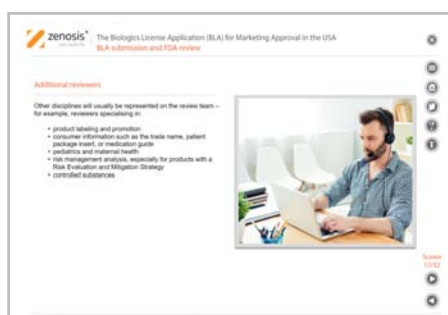 zenosis®
The Biologics License Application (BLA) for Marketing Approval in the USA
BLA submission and FDA review
Additional reviewers
Other disciplines will usually be represented on the review team –
for example, reviewers specialising in:
• product labeling and promotion
• consumer information such as the trade name, patient
package insert, or medication guide
• pediatrics and maternal health
• risk management analysis, especially for products with a
Risk Evaluation and Mitigation Strategy
• controlled substances
Screen
17/32